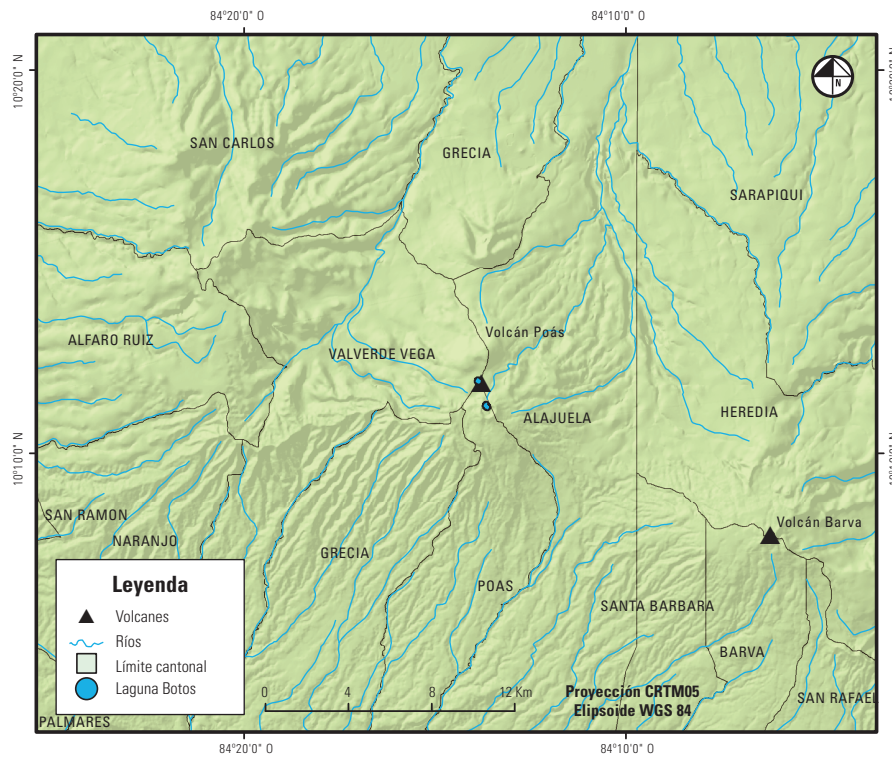 84°20'0" O
84°10'0" O
10°20'0" N
N
SAN CARLOS
GRECIA
SARAPIQUI
Volcán Poás
ALFARO RUIZ
VALVERDE VEGA
HEREDIA
ALAJUELA
10°10'0" N
SAN RAMON
Volcán Barva
NARANJO
GRECIA
Leyenda
POAS
SANTA BARBARA
Volcanes
Ríos
BARVA
Límite cantonal
Laguna Botos
0 4 8 12 Km
Proyección CRTM05
Elipsoide WGS 84
SAN RAFAEL
PALMARES
84°20'0" O
84°10'0" O